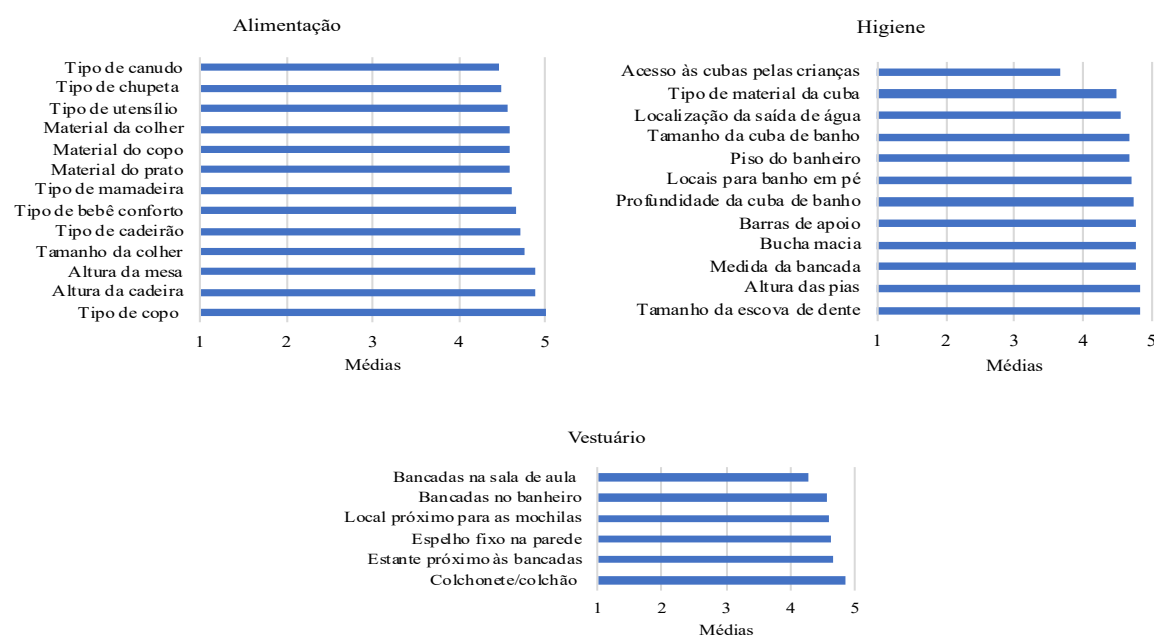 Alimentação
Tipo de canudo
Tipo de chupeta
Tipo de utensílio
Material da colher
Material do copo
Material do prato
Tipo de mamadeira
Tipo de bebê conforto
Tipo de cadeirão
Tamanho da colher
Altura da mesa
Altura da cadeira
Tipo de copo
1 2 3 4 5
Médias
Higiene
Acesso às cubas pelas crianças
Tipo de material da cuba
Localização da saída de água
Tamanho da cuba de banho
Piso do banheiro
Locais para banho em pé
Profundidade da cuba de banho
Barras de apoio
Bucha macia
Medida da bancada
Altura das pias
Tamanho da escova de dente
1 2 3 4 5
Médias
Vestuário
Bancadas na sala de aula
Bancadas no banheiro
Local próximo para as mochilas
Espelho fixo na parede
Estante próximo às bancadas
Colchonete/colchão
1 2 3 4 5
Médias